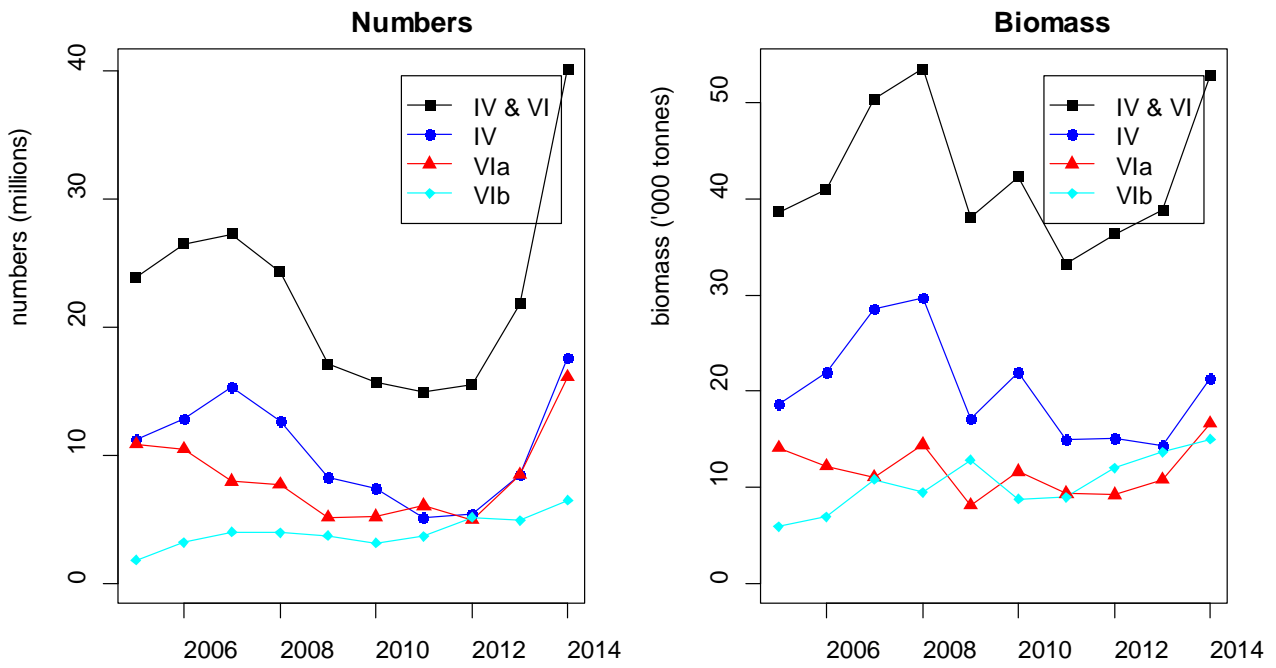 Numbers
numbers (millions)
40
30
20
10
0
IV & VI
IV
VIa
VIb
2006 2008 2010 2012 2014
Biomass
biomass ('000 tonnes)
50
40
30
20
10
0
IV & VI
IV
VIa
VIb
2006 2008 2010 2012 2014